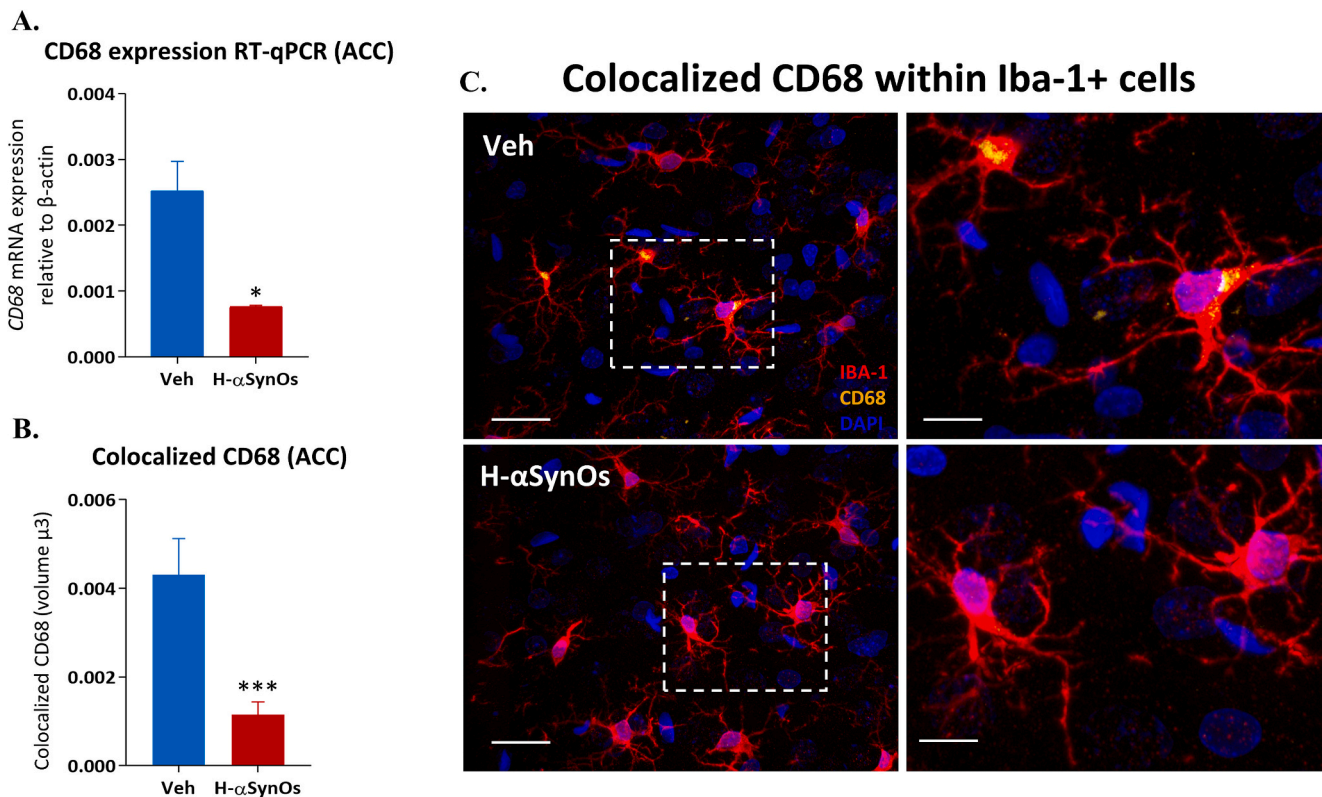 A.
CD68 expression RT-qPCR (ACC)
CD68 mRNA expression
relative to β-actin
0.004
0.003
0.002
0.001
0.000
*
Veh
H-αSynOs
B.
Colocalized CD68 (ACC)
Colocalized CD68 (volume µ3)
0.006
0.004
0.002
0.000
***
Veh
H-αSynOs
C.
Colocalized CD68 within Iba-1+ cells
Veh
IBA-1
CD68
DAPI
H-αSynOs